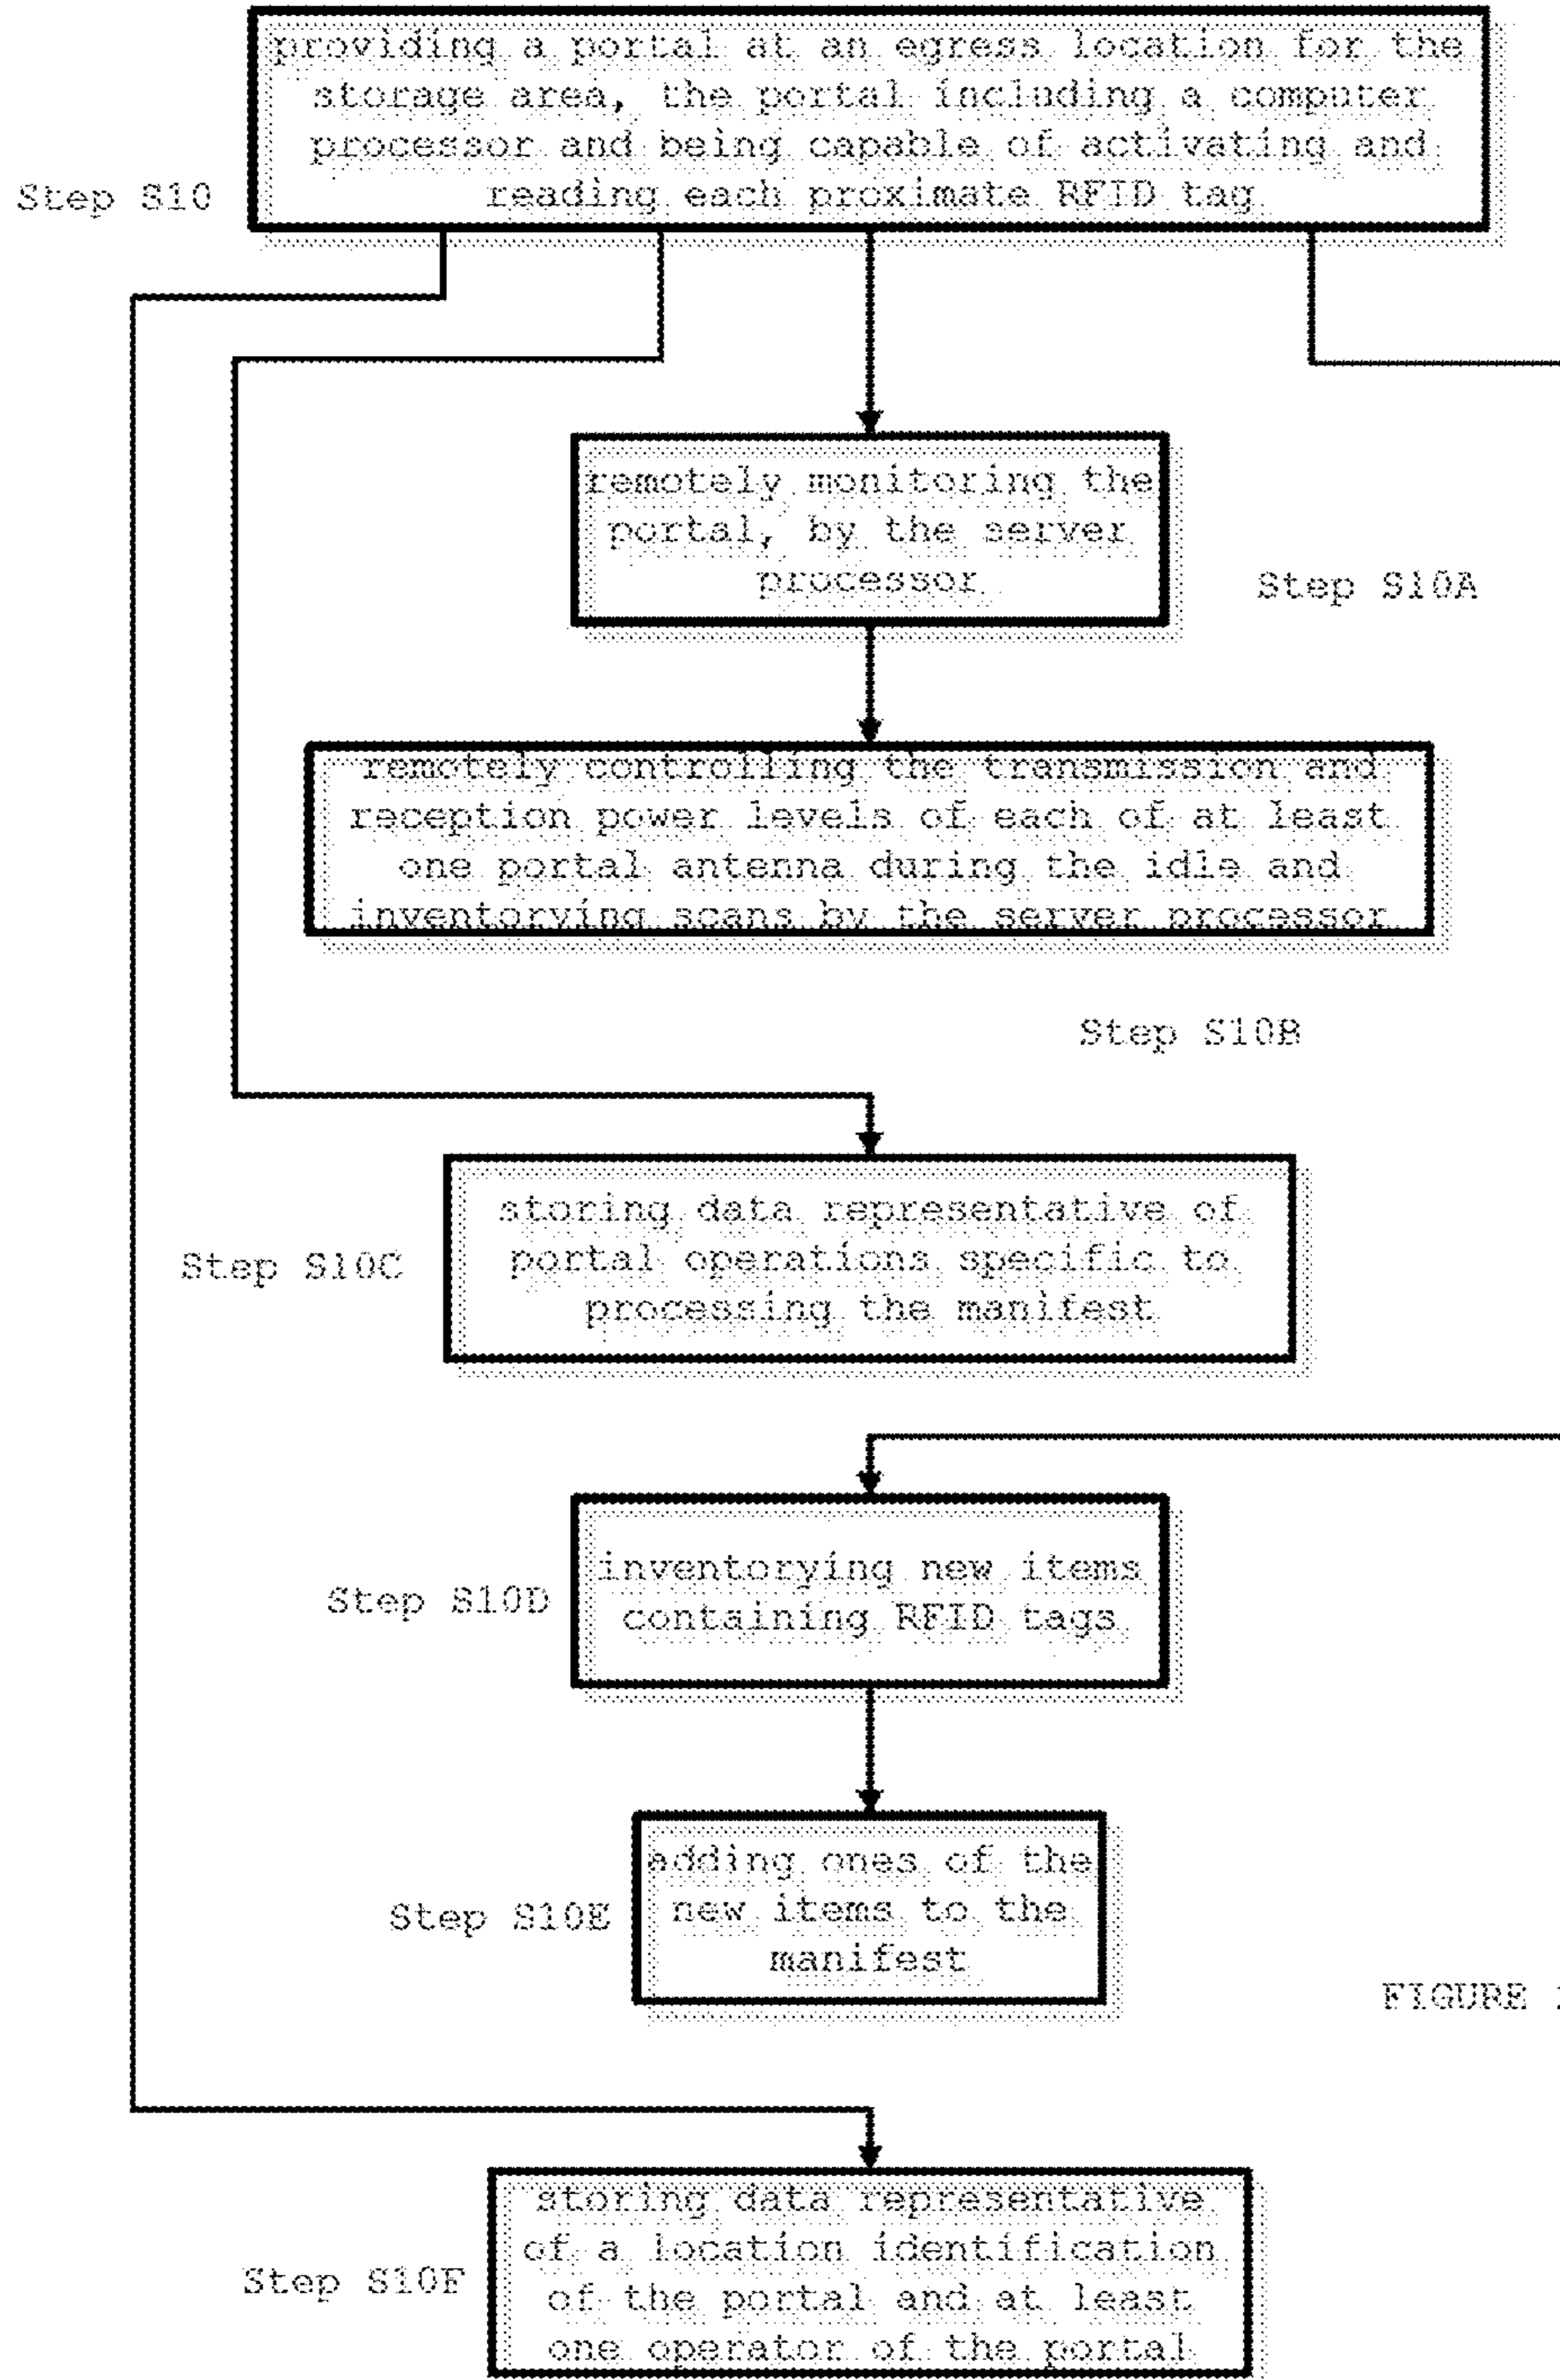 providing a portal at an egress location for the
storage area, the portal including a computer
processor and being capable of activating and
reading each proximate RFID tag
Step S10
remotely monitoring the
portal, by the server
processor
Step S10A
remotely controlling the transmission and
reception power levels of each of at least
one portal antenna during the idle and
inventorying scans by the server processor
Step S10B
storing data representative of
portal operations specific to
processing the manifest
Step S10C
inventorying new items
containing RFID tags
Step S10D
adding ones of the
new items to the
manifest
Step S10E
FIGURE
storing data representative
of a location identification
of the portal and at least
one operator of the portal
Step S10F